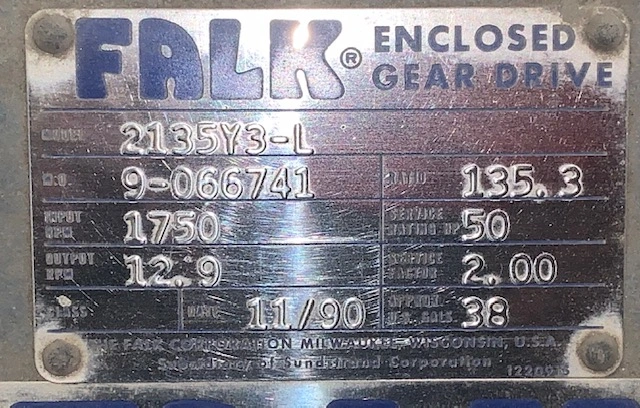 FALK® ENCLOSED
GEAR DRIVE
MODEL 2135Y3-L
M.O 9-066741 RATIO 135.3
INPUT RPM 1750 SERVICE RATING HP 50
OUTPUT RPM 12.9 SERVICE FACTOR 2.00
CLASS DATE 11/90 APPROX. RES. GALS 38
THE FALK CORPORATION MILWAUKEE, WISCONSIN, U.S.A.
Subsidiary of Sundstrand Corporation